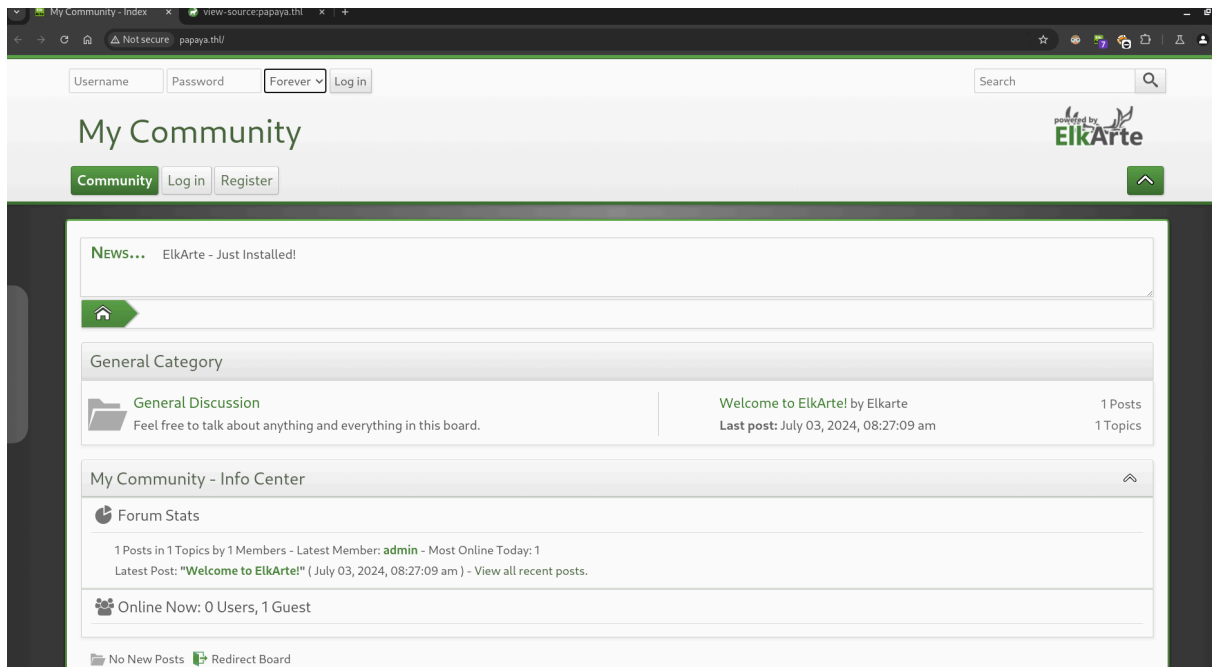 My Community - Index view-source:papaya.thl
Not secure papaya.thl/
7
Username Password Forever Log in Search
My Community
powered by ElkArte
Community Log in Register
News... ElkArte - Just Installed!
General Category
General Discussion Welcome to ElkArte! by Elkarte 1 Posts
Feel free to talk about anything and everything in this board. Last post: July 03, 2024, 08:27:09 am 1 Topics
My Community - Info Center
Forum Stats
1 Posts in 1 Topics by 1 Members - Latest Member: admin - Most Online Today: 1
Latest Post: "Welcome to ElkArte!" ( July 03, 2024, 08:27:09 am ) - View all recent posts.
Online Now: 0 Users, 1 Guest
No New Posts Redirect Board